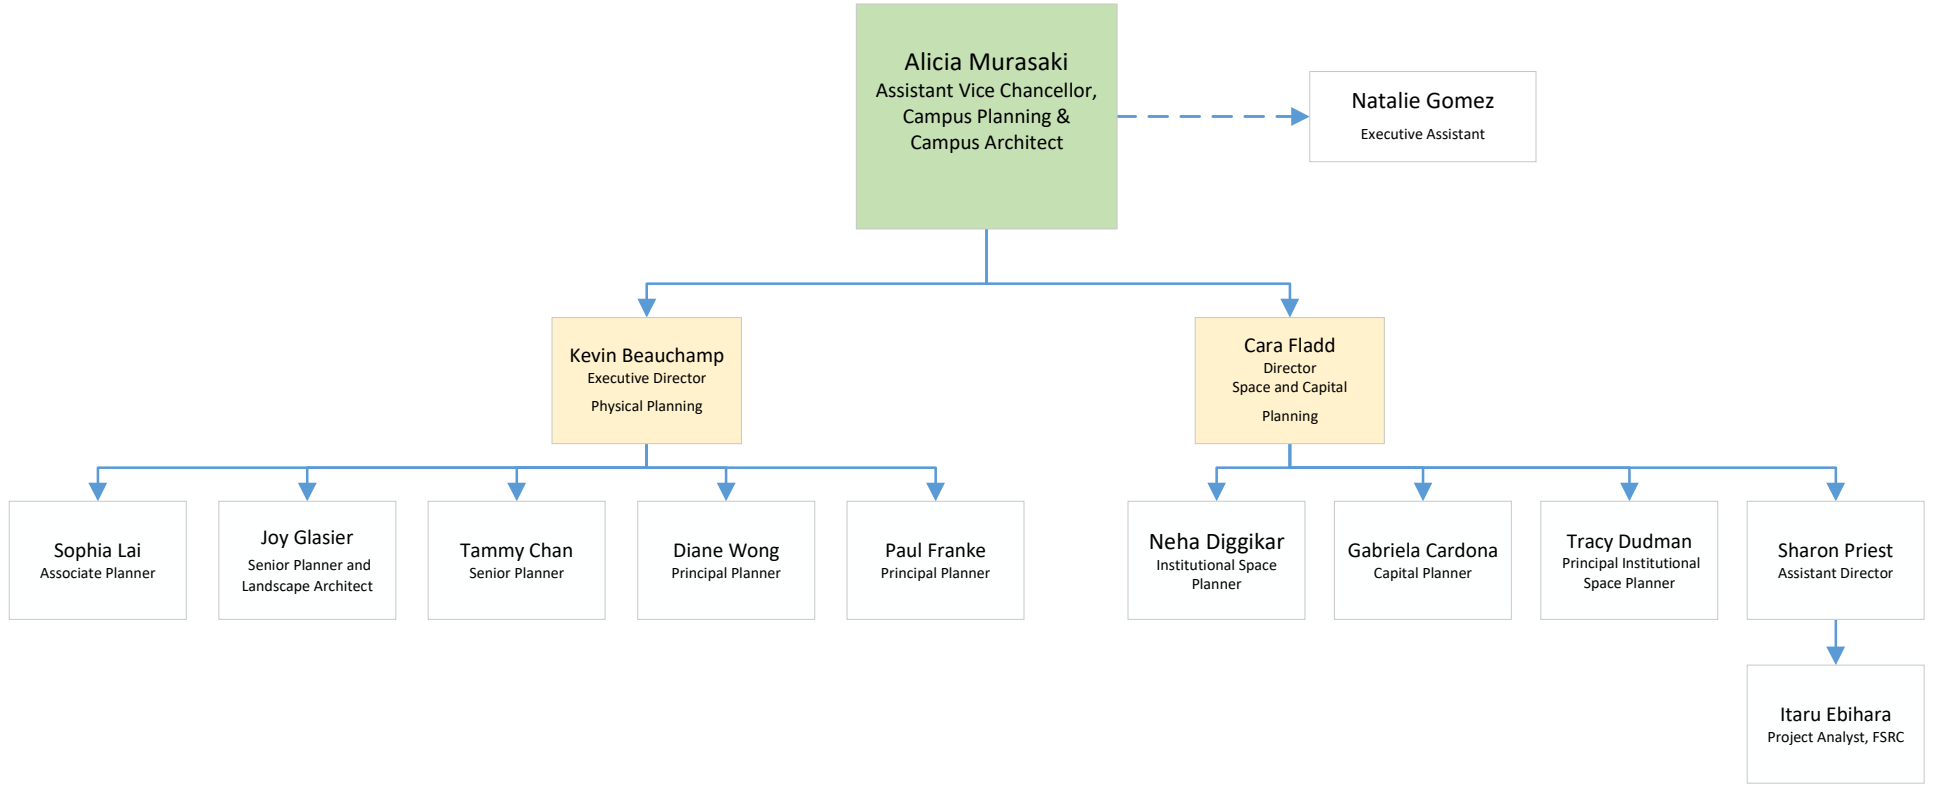 Alicia Murasaki
Assistant Vice Chancellor,
Campus Planning &
Campus Architect
Natalie Gomez
Executive Assistant
Kevin Beauchamp
Executive Director
Physical Planning
Cara Fladd
Director
Space and Capital
Planning
Sophia Lai
Associate Planner
Joy Glasier
Senior Planner and
Landscape Architect
Tammy Chan
Senior Planner
Diane Wong
Principal Planner
Paul Franke
Principal Planner
Neha Diggikar
Institutional Space
Planner
Gabriela Cardona
Capital Planner
Tracy Dudman
Principal Institutional
Space Planner
Sharon Priest
Assistant Director
Itaru Ebihara
Project Analyst, FSRC